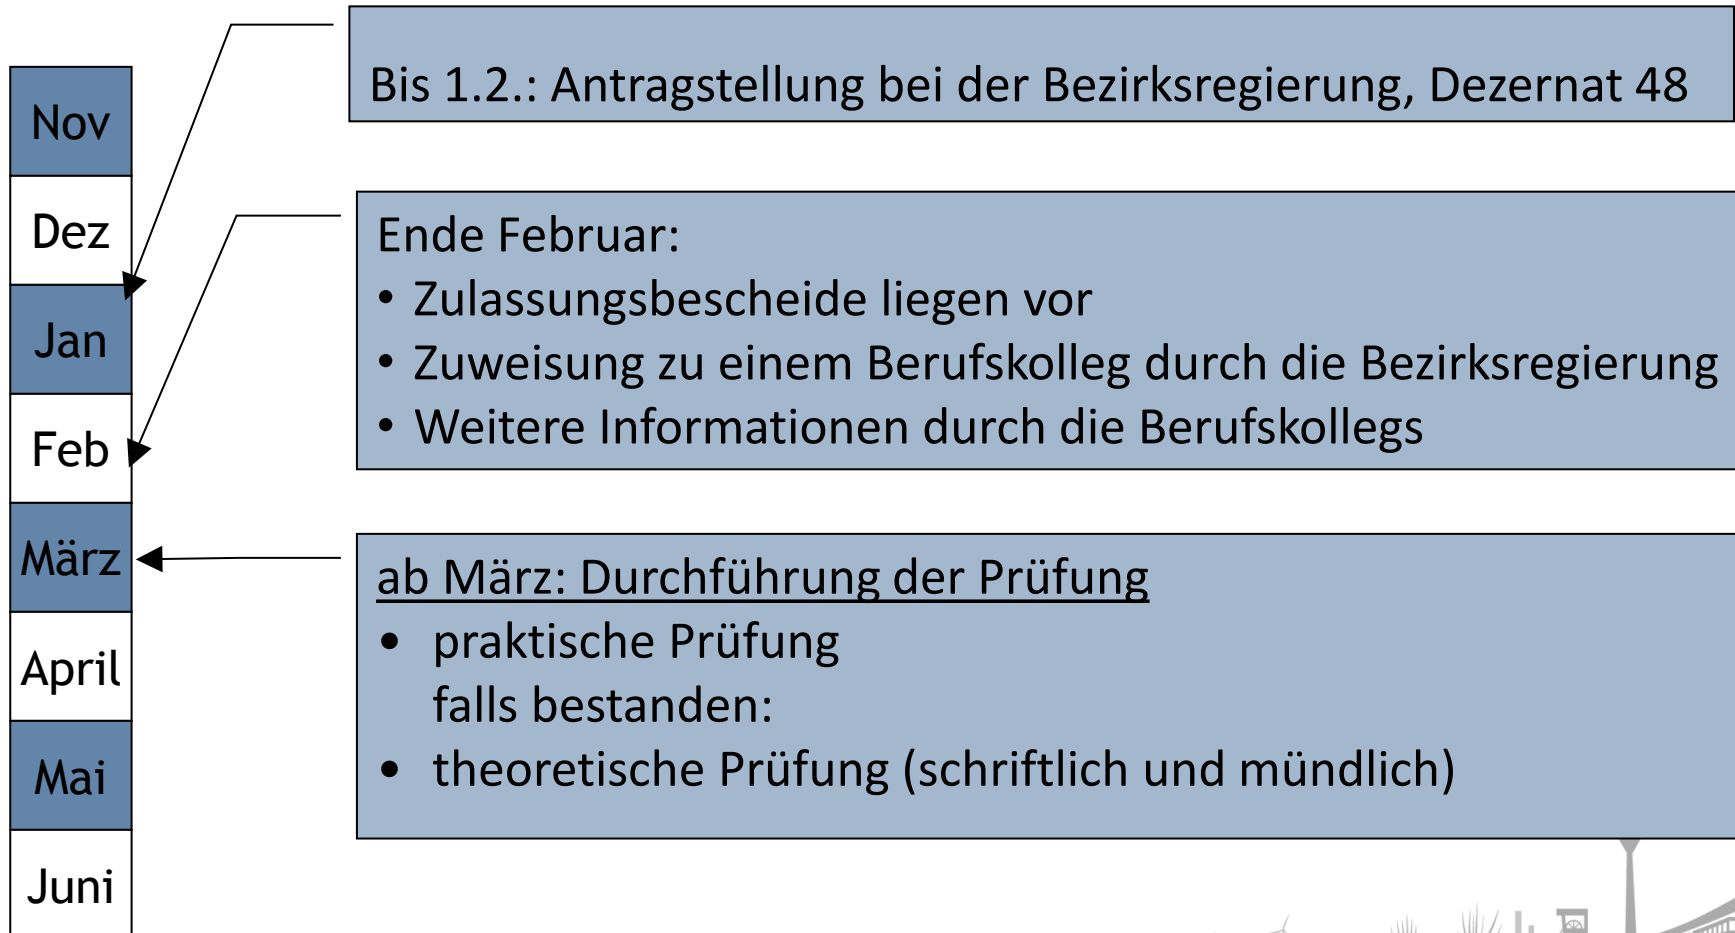 Nov
Dez
Jan
Feb
März
April
Mai
Juni
Bis 1.2.: Antragstellung bei der Bezirksregierung, Dezernat 48
Ende Februar:
• Zulassungsbescheide liegen vor
• Zuweisung zu einem Berufskolleg durch die Bezirksregierung
• Weitere Informationen durch die Berufskollegs
ab März: Durchführung der Prüfung
• praktische Prüfung
falls bestanden:
• theoretische Prüfung (schriftlich und mündlich)